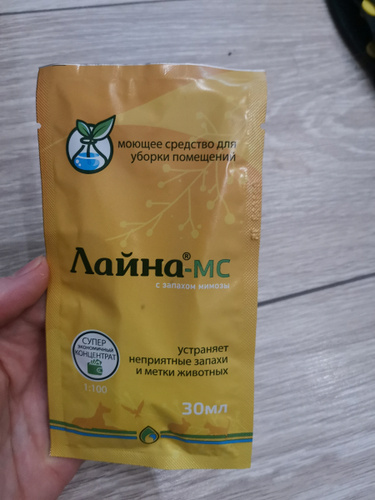 моющее средство для
уборки помещений
Лайна®-МС
с запахом мимозы
СУПЕР
экономичный
КОНЦЕНТРАТ
1:100
устраняет
неприятные запахи
и метки животных
30мл